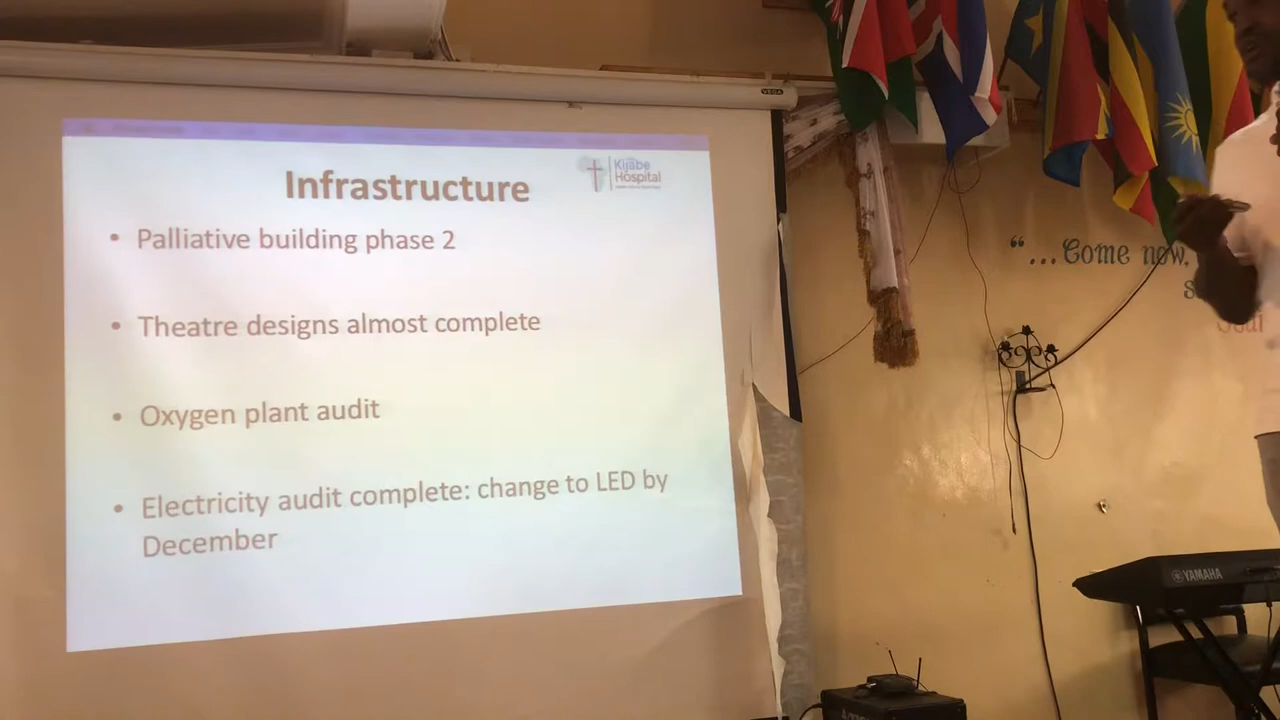 VEGA
Infrastructure
Kijabe
Hospital
• Palliative building phase 2
• Theatre designs almost complete
• Oxygen plant audit
• Electricity audit complete: change to LED by
December
“...Come now,
YAMAHA